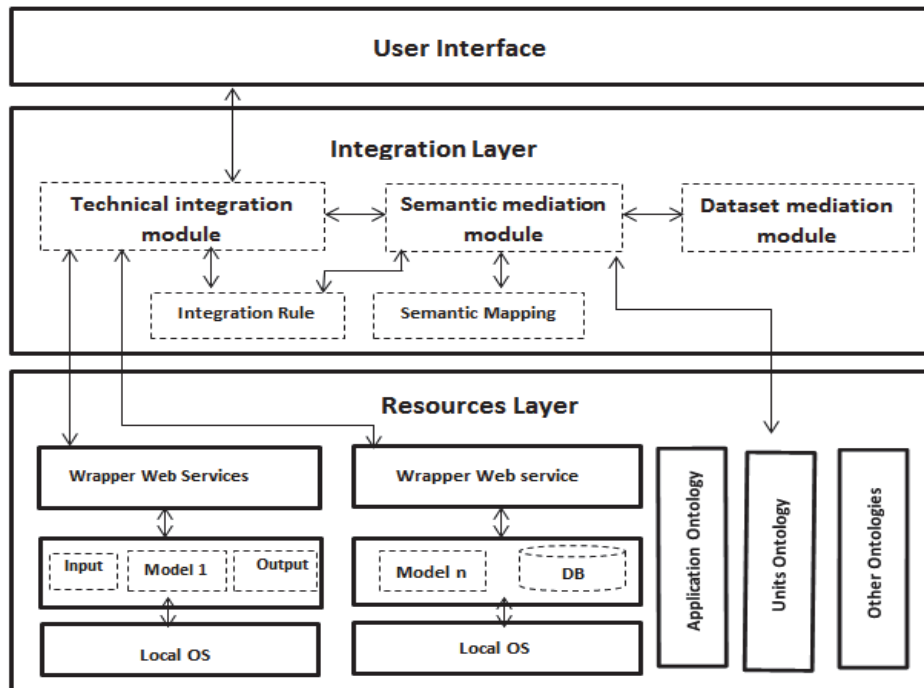 User Interface
Integration Layer
Technical integration
module
Semantic mediation
module
Dataset mediation
module
Integration Rule
Semantic Mapping
Resources Layer
Wrapper Web Services
Wrapper Web service
Input
Model 1
Output
Model n
DB
Local OS
Local OS
Application Ontology
Units Ontology
Other Ontologies